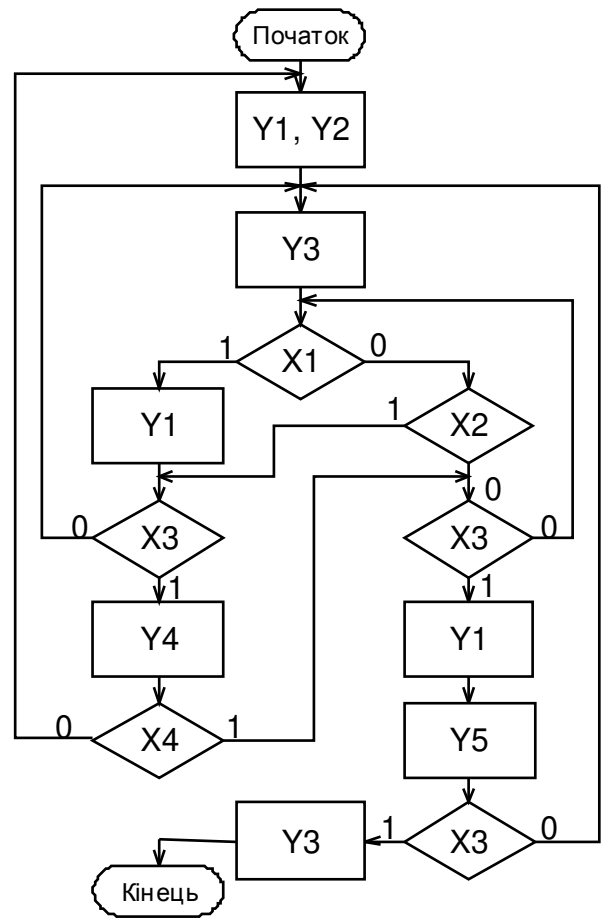 Початок
Y1, Y2
Y3
1 X1 0
Y1
1 X2
0
0 X3
X3 0
1
1
Y4
Y1
0 X4 1
Y5
Y3
1 X3 0
Кінець